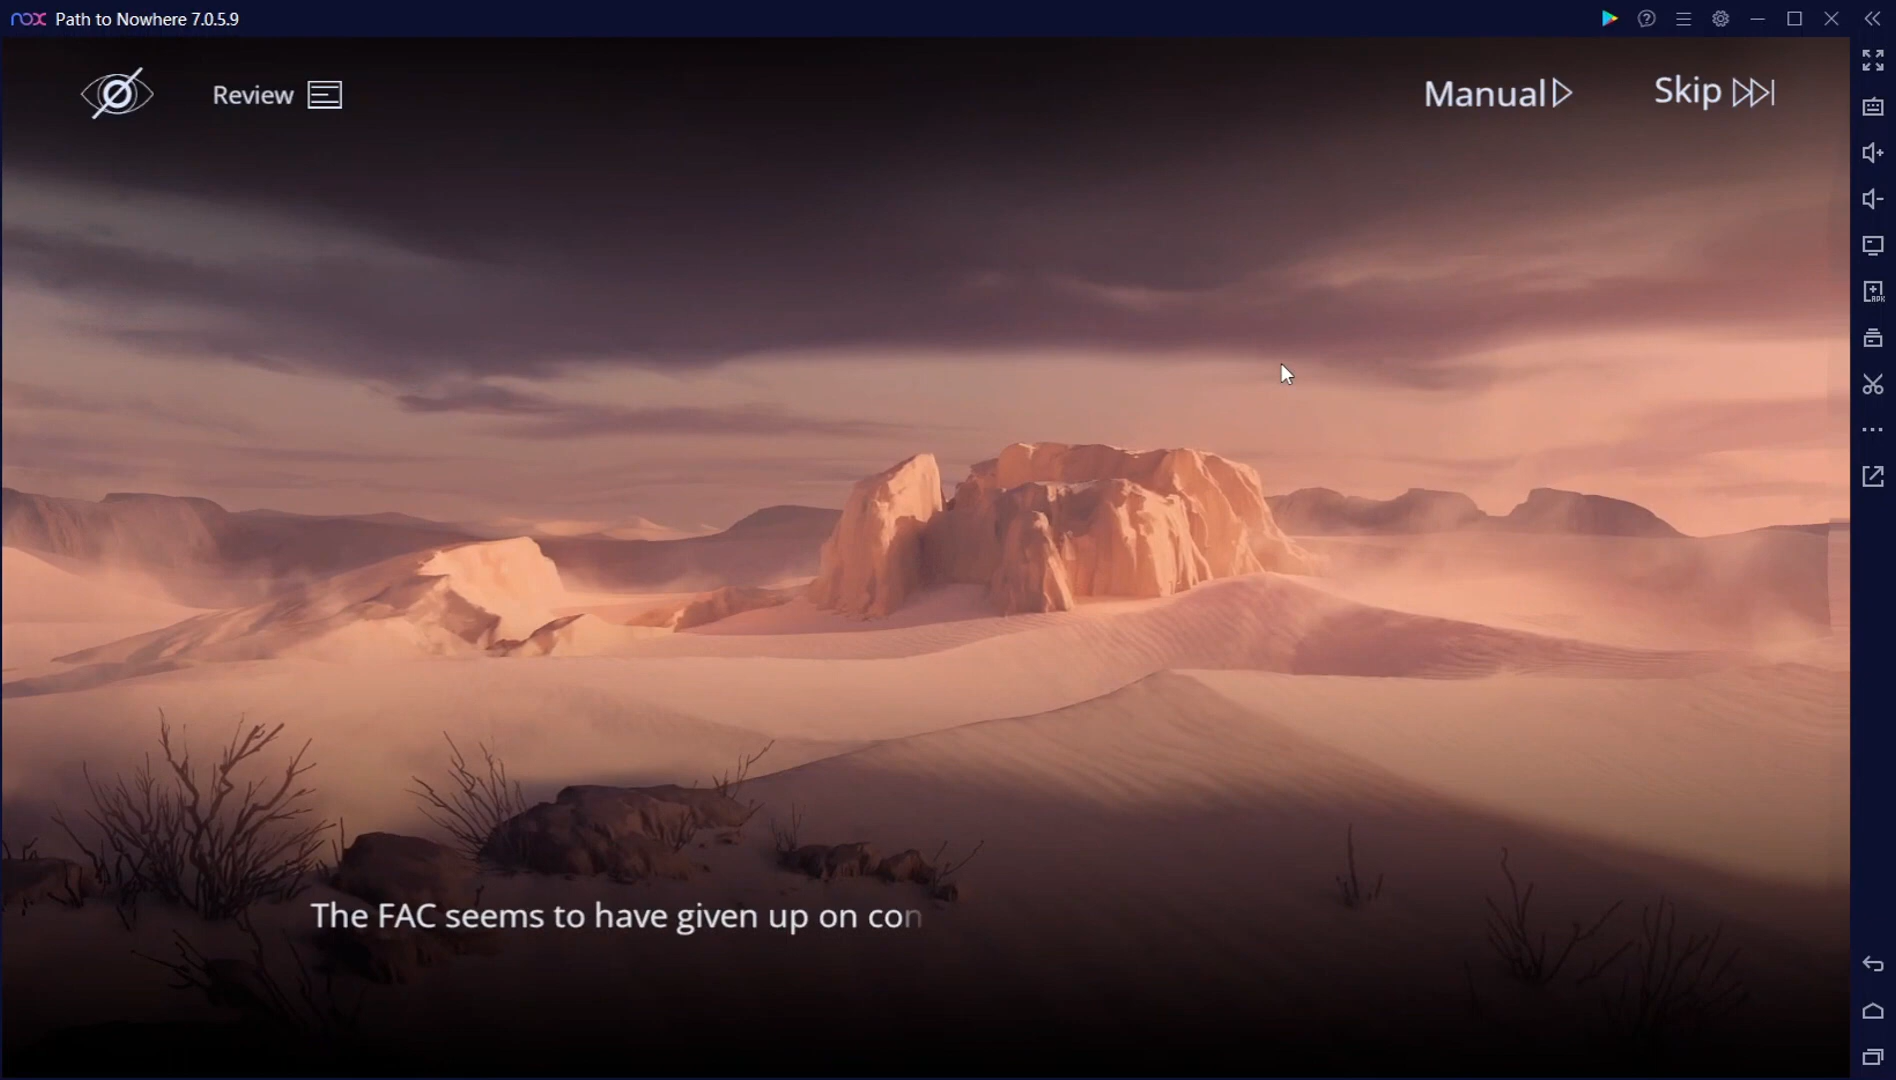 nox Path to Nowhere 7.0.5.9
Review
Manual
Skip
The FAC seems to have given up on con